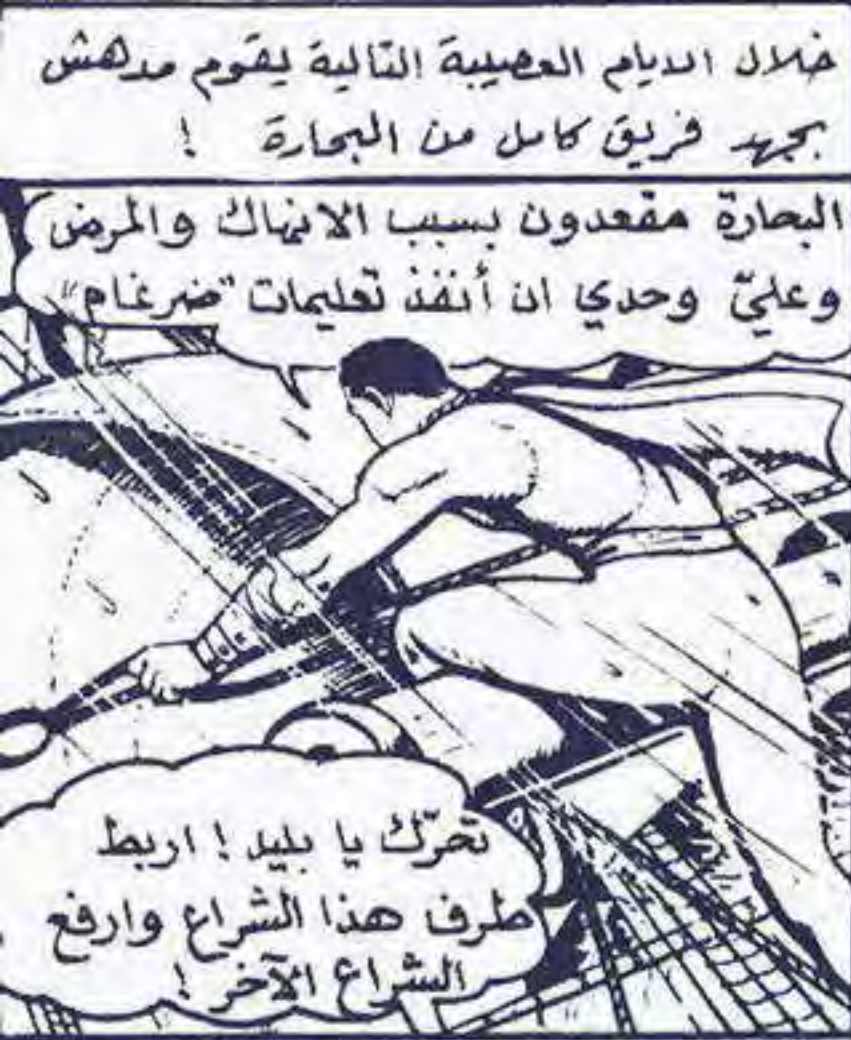 خلال الايام العصيبة التالية يقوم مدهش
بجهد فريق كامل من البحارة !
البحارة مقعدون بسبب الانهاك والمرض
وعليّ وحدي ان أنفذ تعليمات "ضرغام"
تحرّك يا بليد ! اربط
طرف هذا الشراع وارفع
الشراع الآخر !